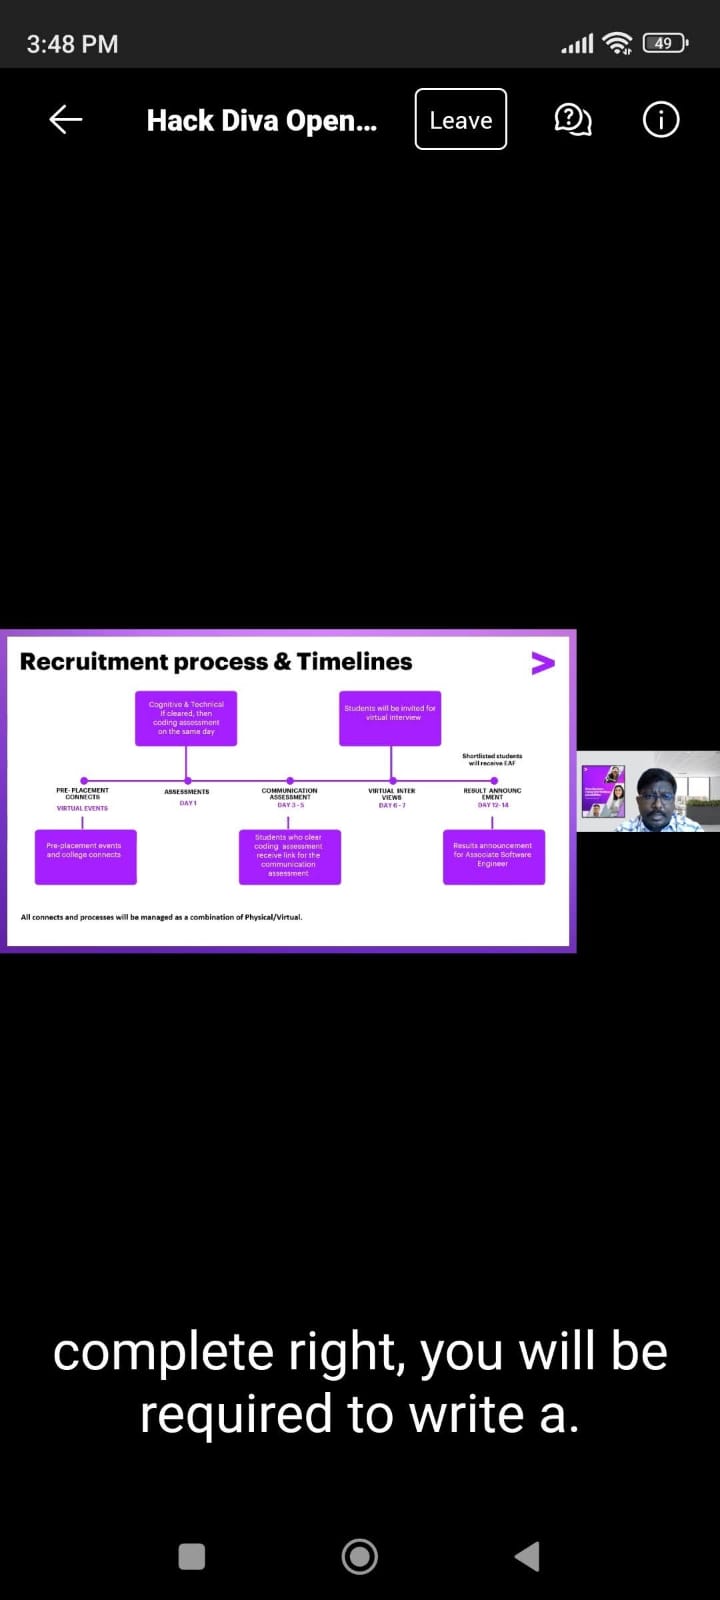 3:48 PM
49
Hack Diva Open...
Leave
Recruitment process & Timelines
Cognitive & Technical
If cleared, then
coding assessment
on the same day
Students will be invited for
virtual interview
Shortlisted students
will receive EAF
PRE- PLACEMENT
CONNECTS
VIRTUAL EVENTS
ASSESSMENTS
DAY 1
COMMUNICATION
ASSESSMENT
DAY 3 - 5
VIRTUAL INTER
VIEWS
DAY 6 - 7
RESULT ANNOUNC
EMENT
DAY 12-14
Pre-placement events
and college connects
Students who clear
coding assessment
receive link for the
communication
assessment
Results announcement
for Associate Software
Engineer
All connects and processes will be managed as a combination of Physical/Virtual.
complete right, you will be
required to write a.